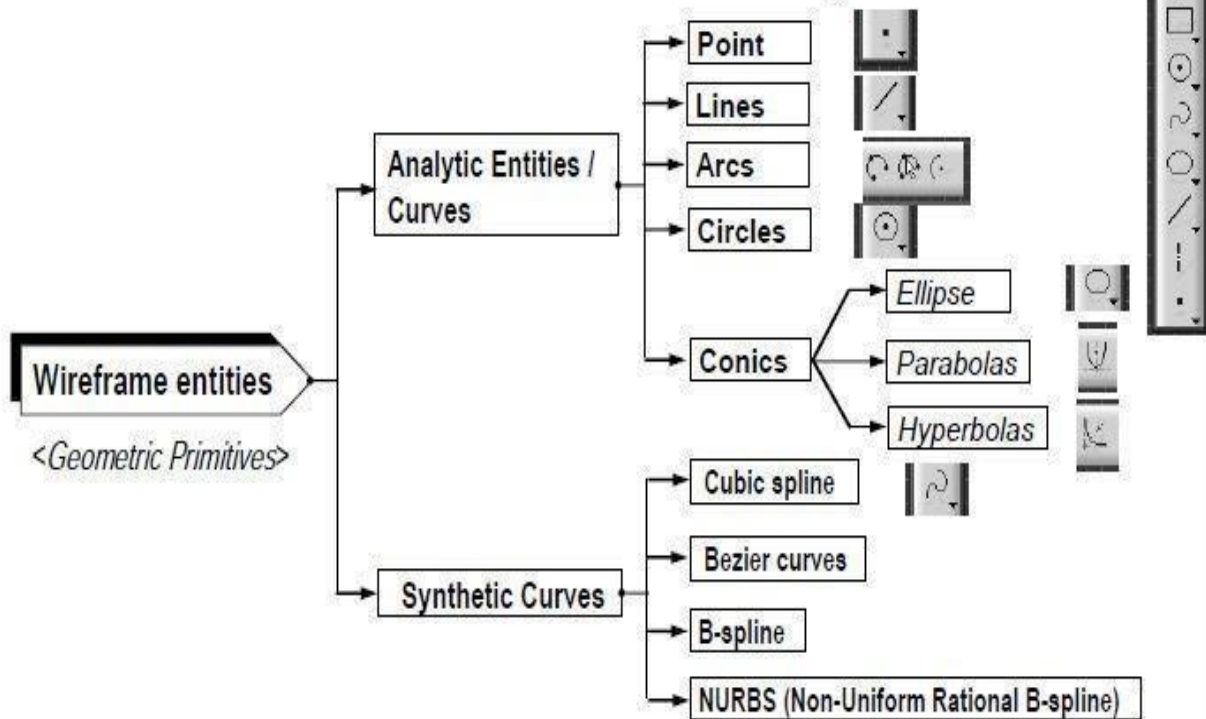 Point
Lines
Analytic Entities /
Curves
Arcs
Circles
Ellipse
Wireframe entities
<Geometric Primitives>
Conics
Parabolas
Hyperbolas
Cubic spline
Bezier curves
Synthetic Curves
B-spline
NURBS (Non-Uniform Rational B-spline)